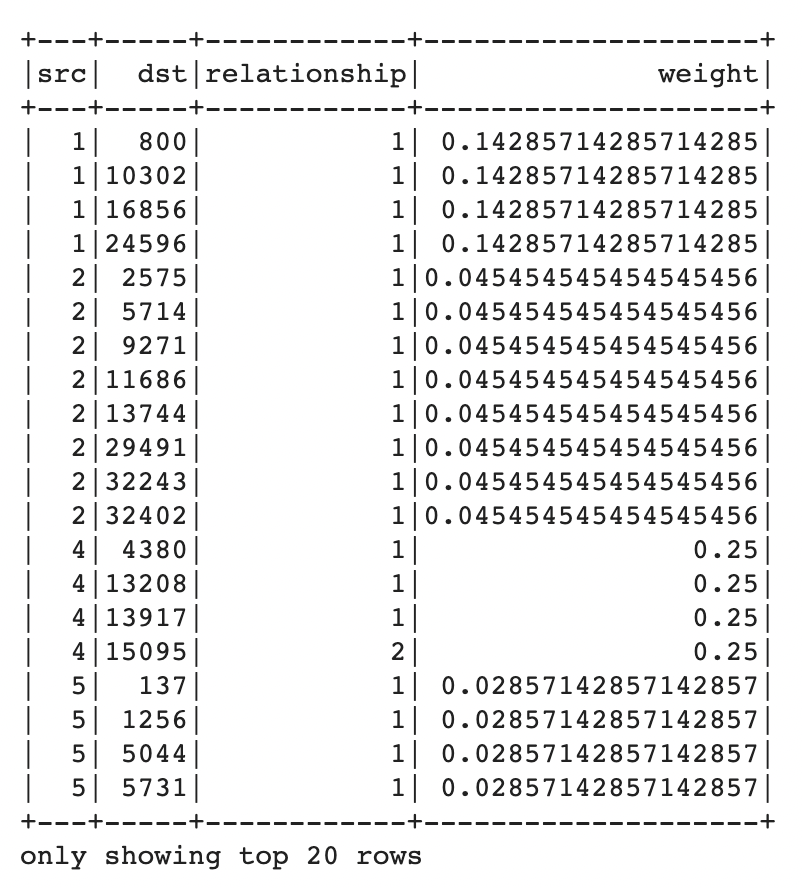 +---+-----+------------+--------------------+
|src|  dst|relationship|              weight|
+---+-----+------------+--------------------+
|  1|  800|           1| 0.14285714285714285|
|  1|10302|           1| 0.14285714285714285|
|  1|16856|           1| 0.14285714285714285|
|  1|24596|           1| 0.14285714285714285|
|  2| 2575|           1|0.045454545454545456|
|  2| 5714|           1|0.045454545454545456|
|  2| 9271|           1|0.045454545454545456|
|  2|11686|           1|0.045454545454545456|
|  2|13744|           1|0.045454545454545456|
|  2|29491|           1|0.045454545454545456|
|  2|32243|           1|0.045454545454545456|
|  2|32402|           1|0.045454545454545456|
|  4| 4380|           1|                0.25|
|  4|13208|           1|                0.25|
|  4|13917|           1|                0.25|
|  4|15095|           2|                0.25|
|  5|  137|           1| 0.02857142857142857|
|  5| 1256|           1| 0.02857142857142857|
|  5| 5044|           1| 0.02857142857142857|
|  5| 5731|           1| 0.02857142857142857|
+---+-----+------------+--------------------+
only showing top 20 rows